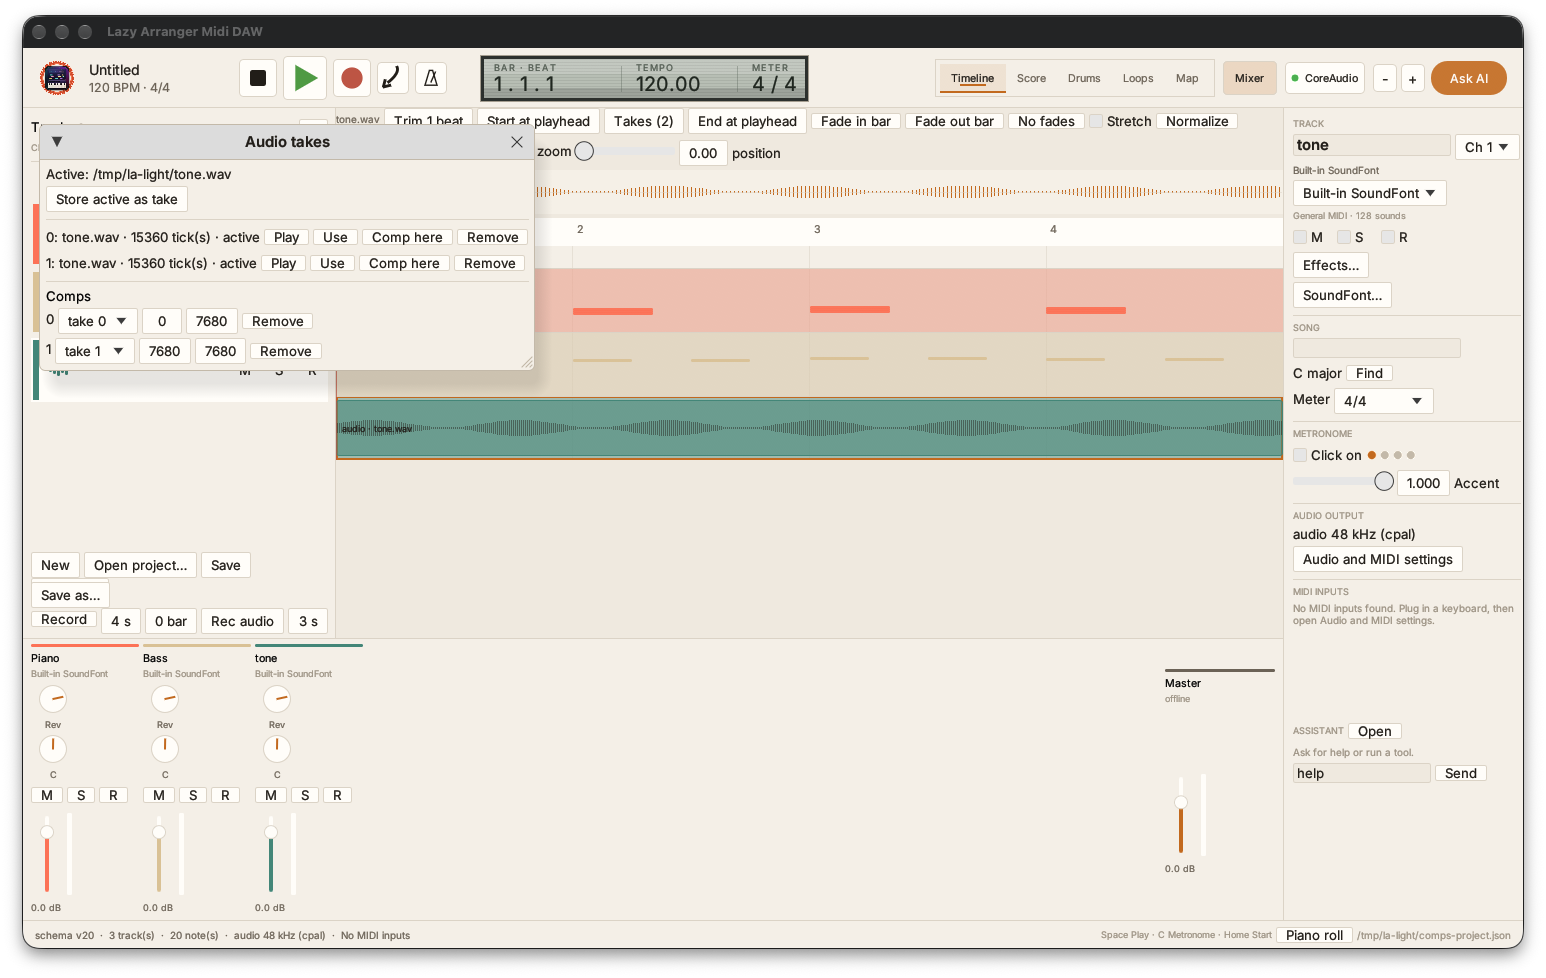 Lazy Arranger Midi DAW
Untitled
120 BPM · 4/4
BAR · BEAT TEMPO METER
1 . 1 . 1 120.00 4 / 4
Timeline Score Drums Loops Map Mixer CoreAudio - + Ask AI
tone.wav Trim 1 beat Start at playhead Takes (2) End at playhead Fade in bar Fade out bar No fades Stretch Normalize
zoom 0.00 position
Audio takes
Active: /tmp/la-light/tone.wav
Store active as take
0: tone.wav · 15360 tick(s) · active Play Use Comp here Remove
1: tone.wav · 15360 tick(s) · active Play Use Comp here Remove
Comps
0 take 0 0 7680 Remove
1 take 1 7680 7680 Remove
M S R
2 3 4
audio · tone.wav
New Open project... Save
Save as...
Record 4 s 0 bar Rec audio 3 s
TRACK
tone Ch 1
Built-in SoundFont
Built-in SoundFont
General MIDI · 128 sounds
M S R
Effects...
SoundFont...
SONG
C major Find
Meter 4/4
METRONOME
Click on
1.000 Accent
AUDIO OUTPUT
audio 48 kHz (cpal)
Audio and MIDI settings
MIDI INPUTS
No MIDI inputs found. Plug in a keyboard, then
open Audio and MIDI settings.
ASSISTANT Open
Ask for help or run a tool.
help Send
Piano Bass tone
Built-in SoundFont Built-in SoundFont Built-in SoundFont
Rev Rev Rev
C C C
M S R M S R M S R
0.0 dB 0.0 dB 0.0 dB
Master
offline
0.0 dB
schema v20 · 3 track(s) · 20 note(s) · audio 48 kHz (cpal) · No MIDI inputs
Space Play · C Metronome · Home Start Piano roll /tmp/la-light/comps-project.json